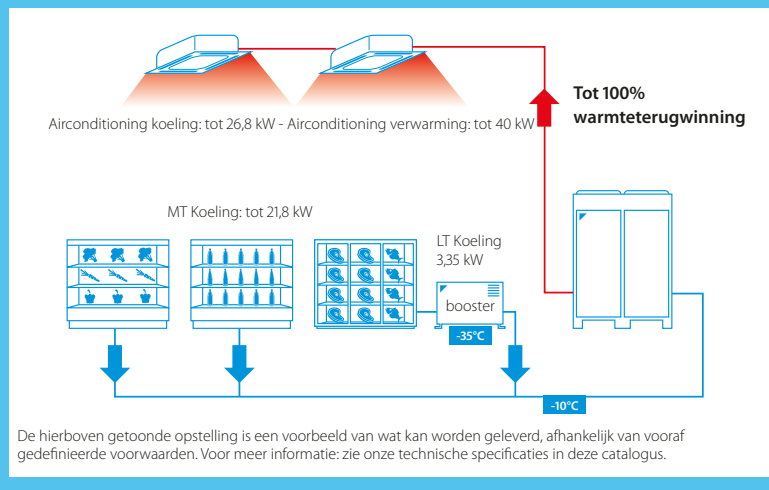 Tot 100%
warmteterugwinning
Airconditioning koeling: tot 26,8 kW - Airconditioning verwarming: tot 40 kW
MT Koeling: tot 21,8 kW
LT Koeling
3,35 kW
booster
-35°C
-10°C
De hierboven getoonde opstelling is een voorbeeld van wat kan worden geleverd, afhankelijk van vooraf
gedefinieerde voorwaarden. Voor meer informatie: zie onze technische specificaties in deze catalogus.